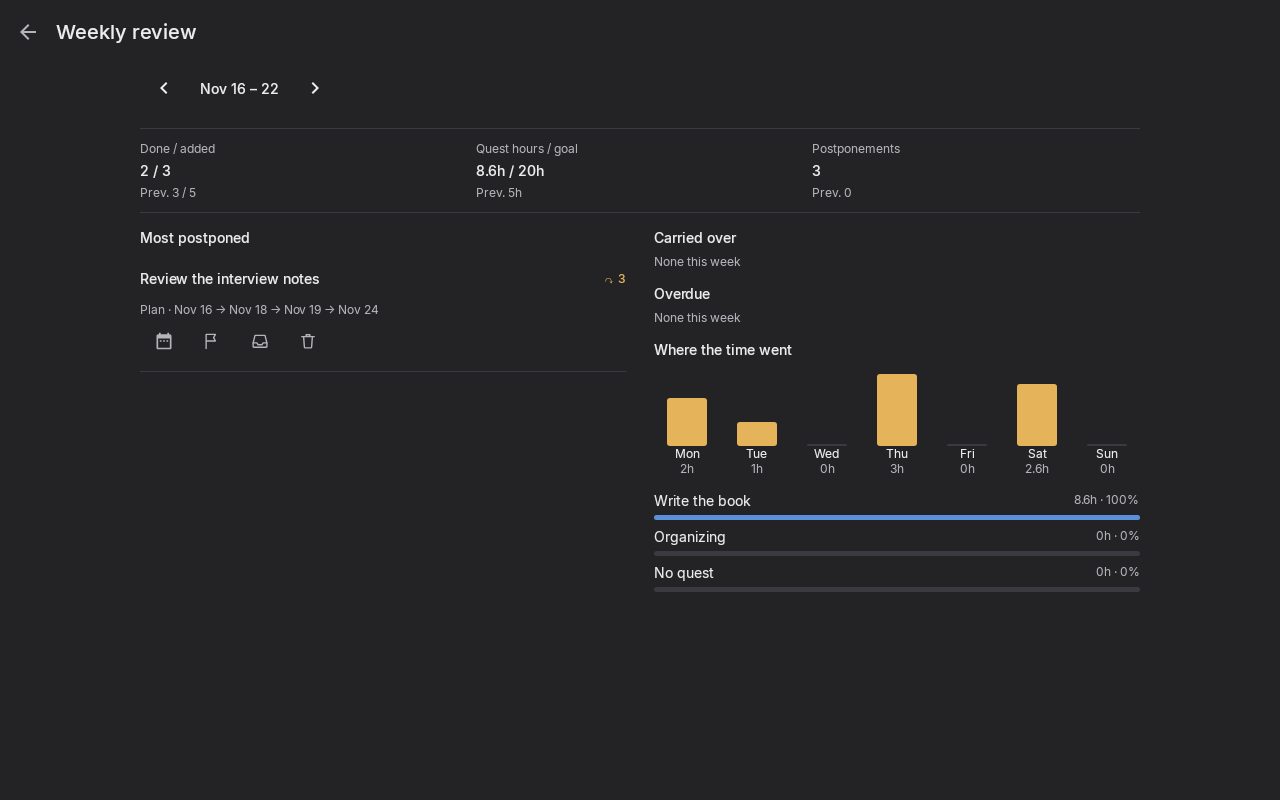 Weekly review
Nov 16 – 22
Done / added
2 / 3
Prev. 3 / 5
Quest hours / goal
8.6h / 20h
Prev. 5h
Postponements
3
Prev. 0
Most postponed
Review the interview notes
3
Plan · Nov 16 → Nov 18 → Nov 19 → Nov 24
Carried over
None this week
Overdue
None this week
Where the time went
Mon Tue Wed Thu Fri Sat Sun
2h 1h 0h 3h 0h 2.6h 0h
Write the book 8.6h · 100%
Organizing 0h · 0%
No quest 0h · 0%